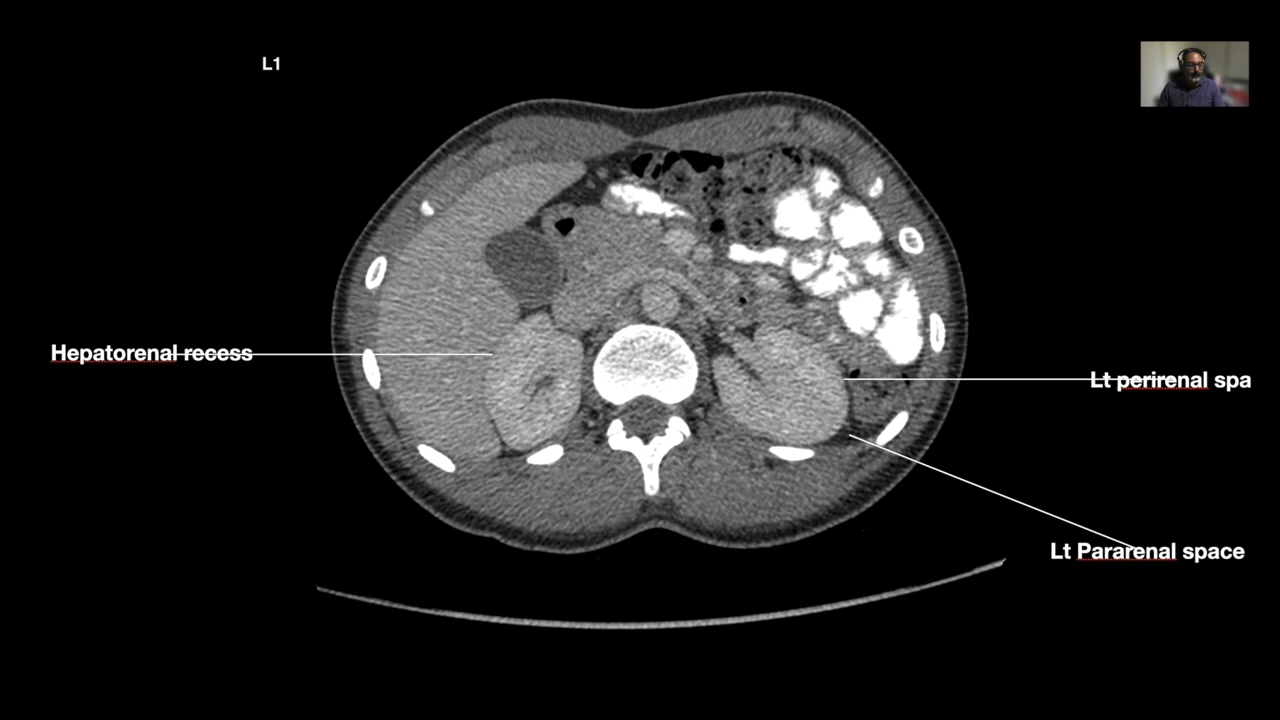 L1
Hepatorenal recess
Lt perirenal spa
Lt Pararenal space